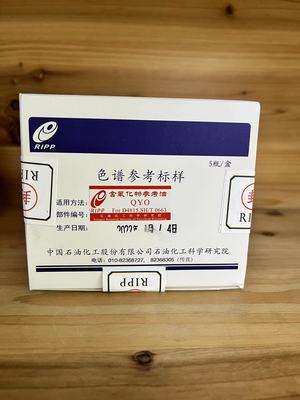 RIPP
色谱参考标样
5瓶/盒
适用方法:
含氧化物参考油
QYO
RIPP For D4815.SH/T 0663
部件编号:
生产日期:
中国石油化工股份有限公司石油化工科学研究院
电话：010-82368727， 82368305（传真）
RIPP
RIPP
RIPP